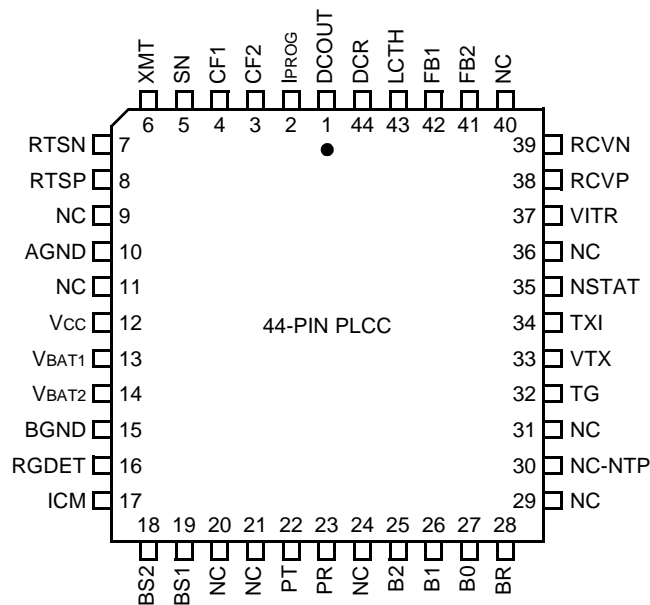 XMT SN CF1 CF2 IPROG DCOUT DCR LCTH FB1 FB2 NC
6 5 4 3 2 1 44 43 42 41 40
RTSN 7 39 RCVN
RTSP 8 38 RCVP
NC 9 37 VITR
AGND 10 36 NC
NC 11 35 NSTAT
VCC 12 44-PIN PLCC 34 TXI
VBAT1 13 33 VTX
VBAT2 14 32 TG
BGND 15 31 NC
RGDET 16 30 NC-NTP
ICM 17 29 NC
18 19 20 21 22 23 24 25 26 27 28
BS2 BS1 NC NC PT PR NC B2 B1 B0 BR